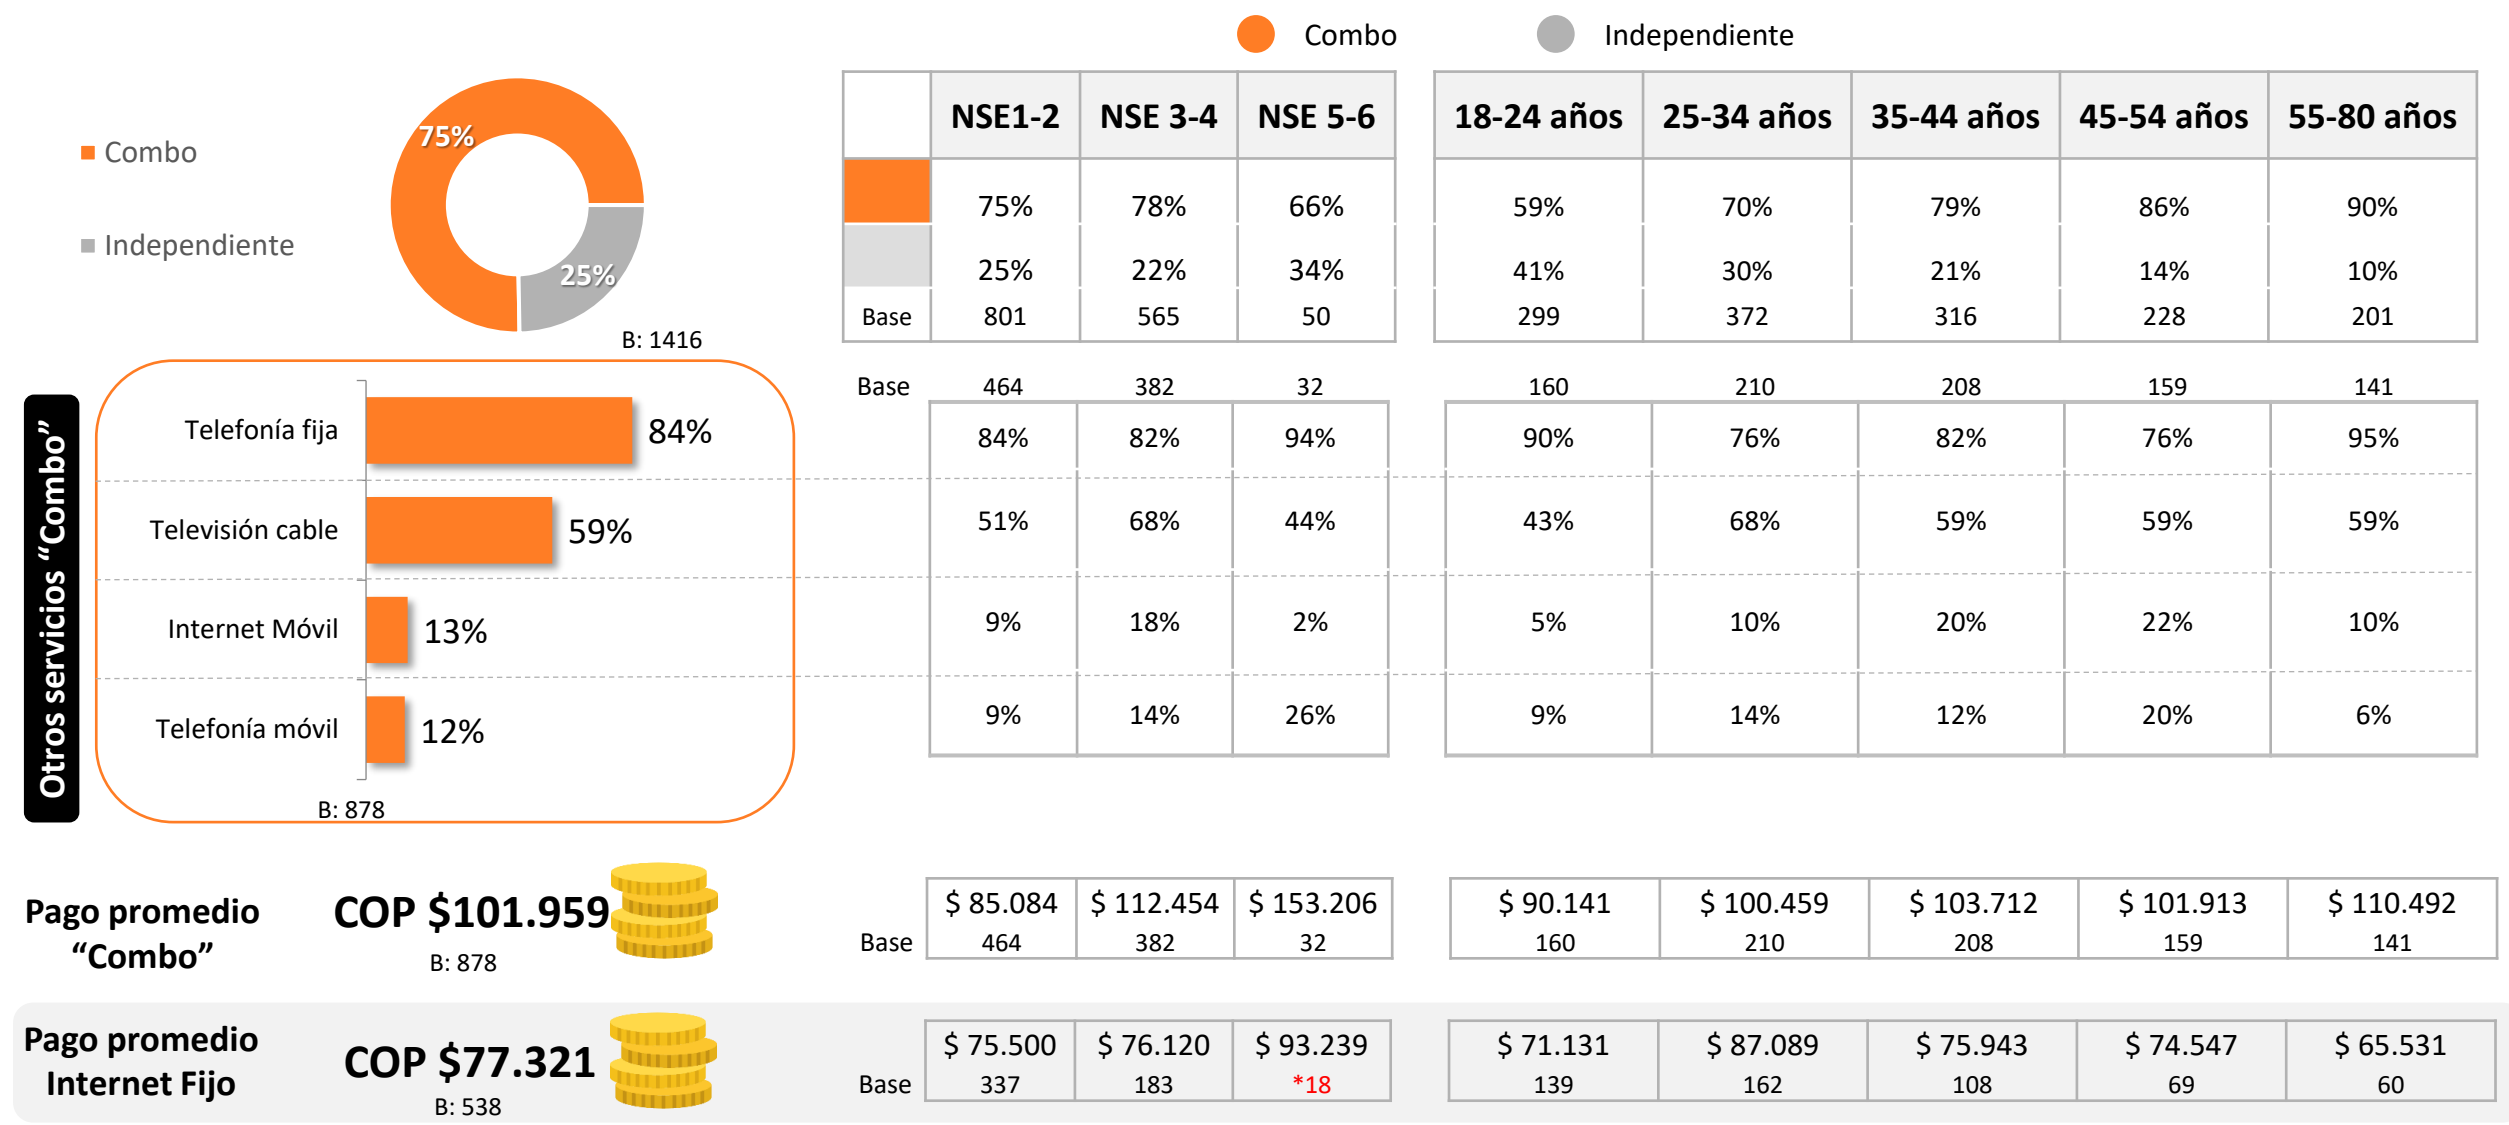 Combo Independiente
Combo
Independiente
75%
25%
B: 1416
NSE1-2 NSE 3-4 NSE 5-6 18-24 años 25-34 años 35-44 años 45-54 años 55-80 años
75% 78% 66% 59% 70% 79% 86% 90%
25% 22% 34% 41% 30% 21% 14% 10%
Base 801 565 50 299 372 316 228 201
Otros servicios “Combo”
Base 464 382 32 160 210 208 159 141
Telefonía fija 84% 84% 82% 94% 90% 76% 82% 76% 95%
Televisión cable 59% 51% 68% 44% 43% 68% 59% 59% 59%
Internet Móvil 13% 9% 18% 2% 5% 10% 20% 22% 10%
Telefonía móvil 12% 9% 14% 26% 9% 14% 12% 20% 6%
B: 878
Pago promedio
“Combo”
COP $101.959
B: 878
$ 85.084 $ 112.454 $ 153.206 $ 90.141 $ 100.459 $ 103.712 $ 101.913 $ 110.492
Base 464 382 32 160 210 208 159 141
Pago promedio
Internet Fijo
COP $77.321
B: 538
$ 75.500 $ 76.120 $ 93.239 $ 71.131 $ 87.089 $ 75.943 $ 74.547 $ 65.531
Base 337 183 *18 139 162 108 69 60